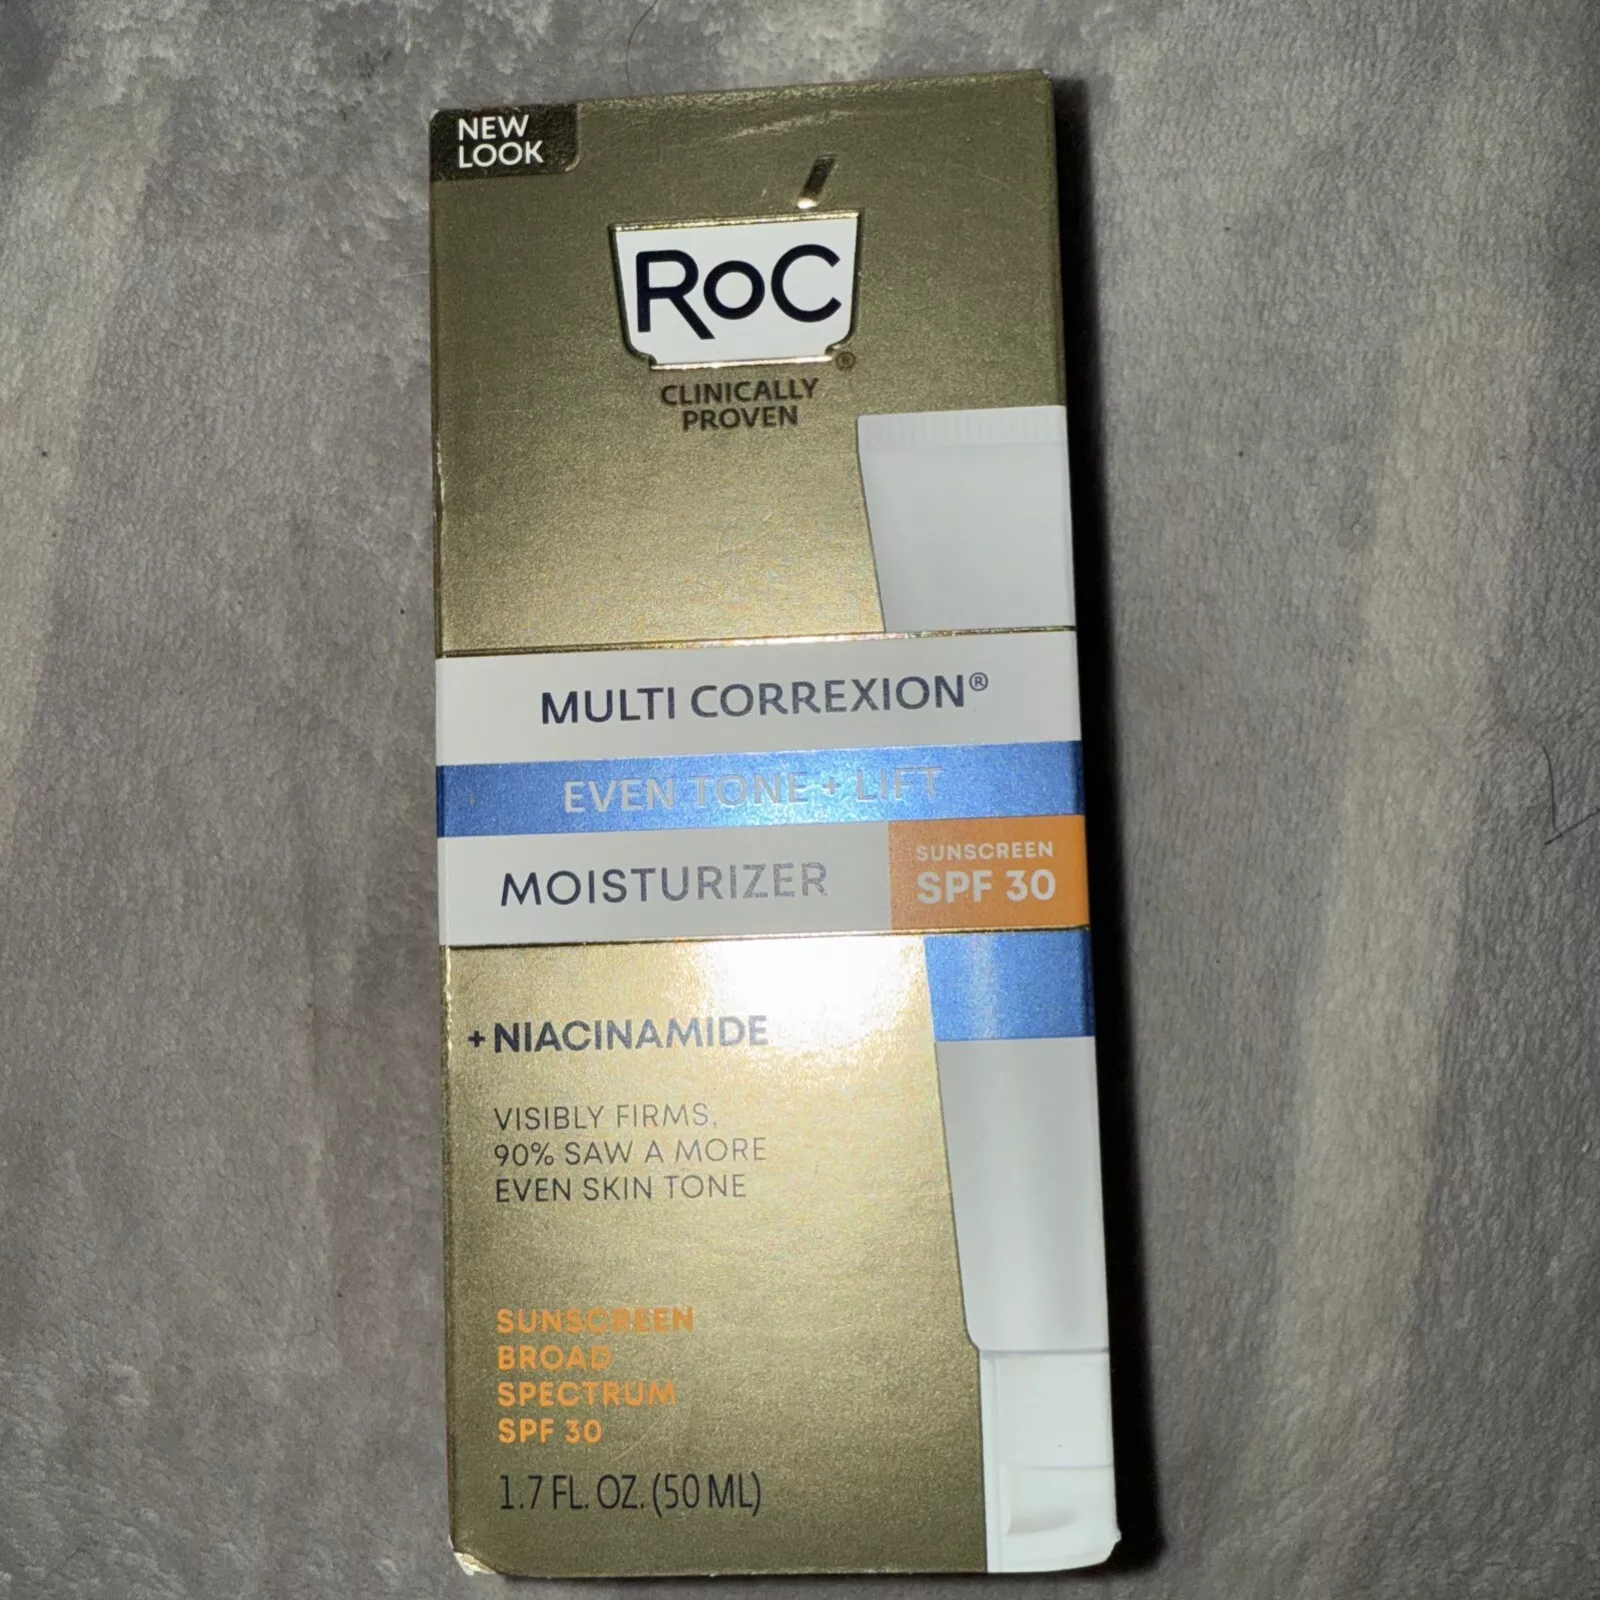 NEW
LOOK
RoC
®
CLINICALLY
PROVEN
MULTI CORREXION®
EVEN TONE + LIFT
MOISTURIZER
SUNSCREEN
SPF 30
+ NIACINAMIDE
VISIBLY FIRMS,
90% SAW A MORE
EVEN SKIN TONE
SUNSCREEN
BROAD
SPECTRUM
SPF 30
1.7 FL. OZ. (50 ML)